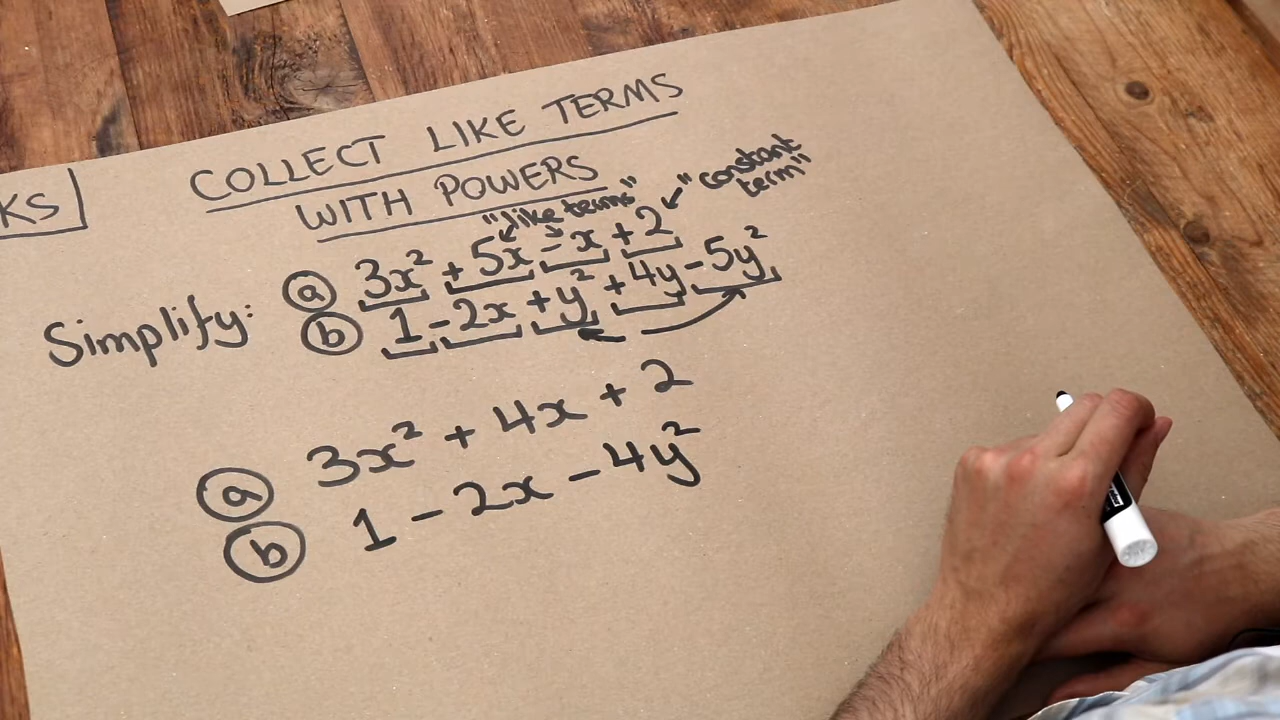 KS
COLLECT LIKE TERMS
WITH POWERS
"like terms" "constant term"
Simplify: ⓐ 3x² + 5x - x + 2
ⓑ 1 - 2x + y² + 4y - 5y²
ⓐ 3x² + 4x + 2
ⓑ 1 - 2x - 4y²